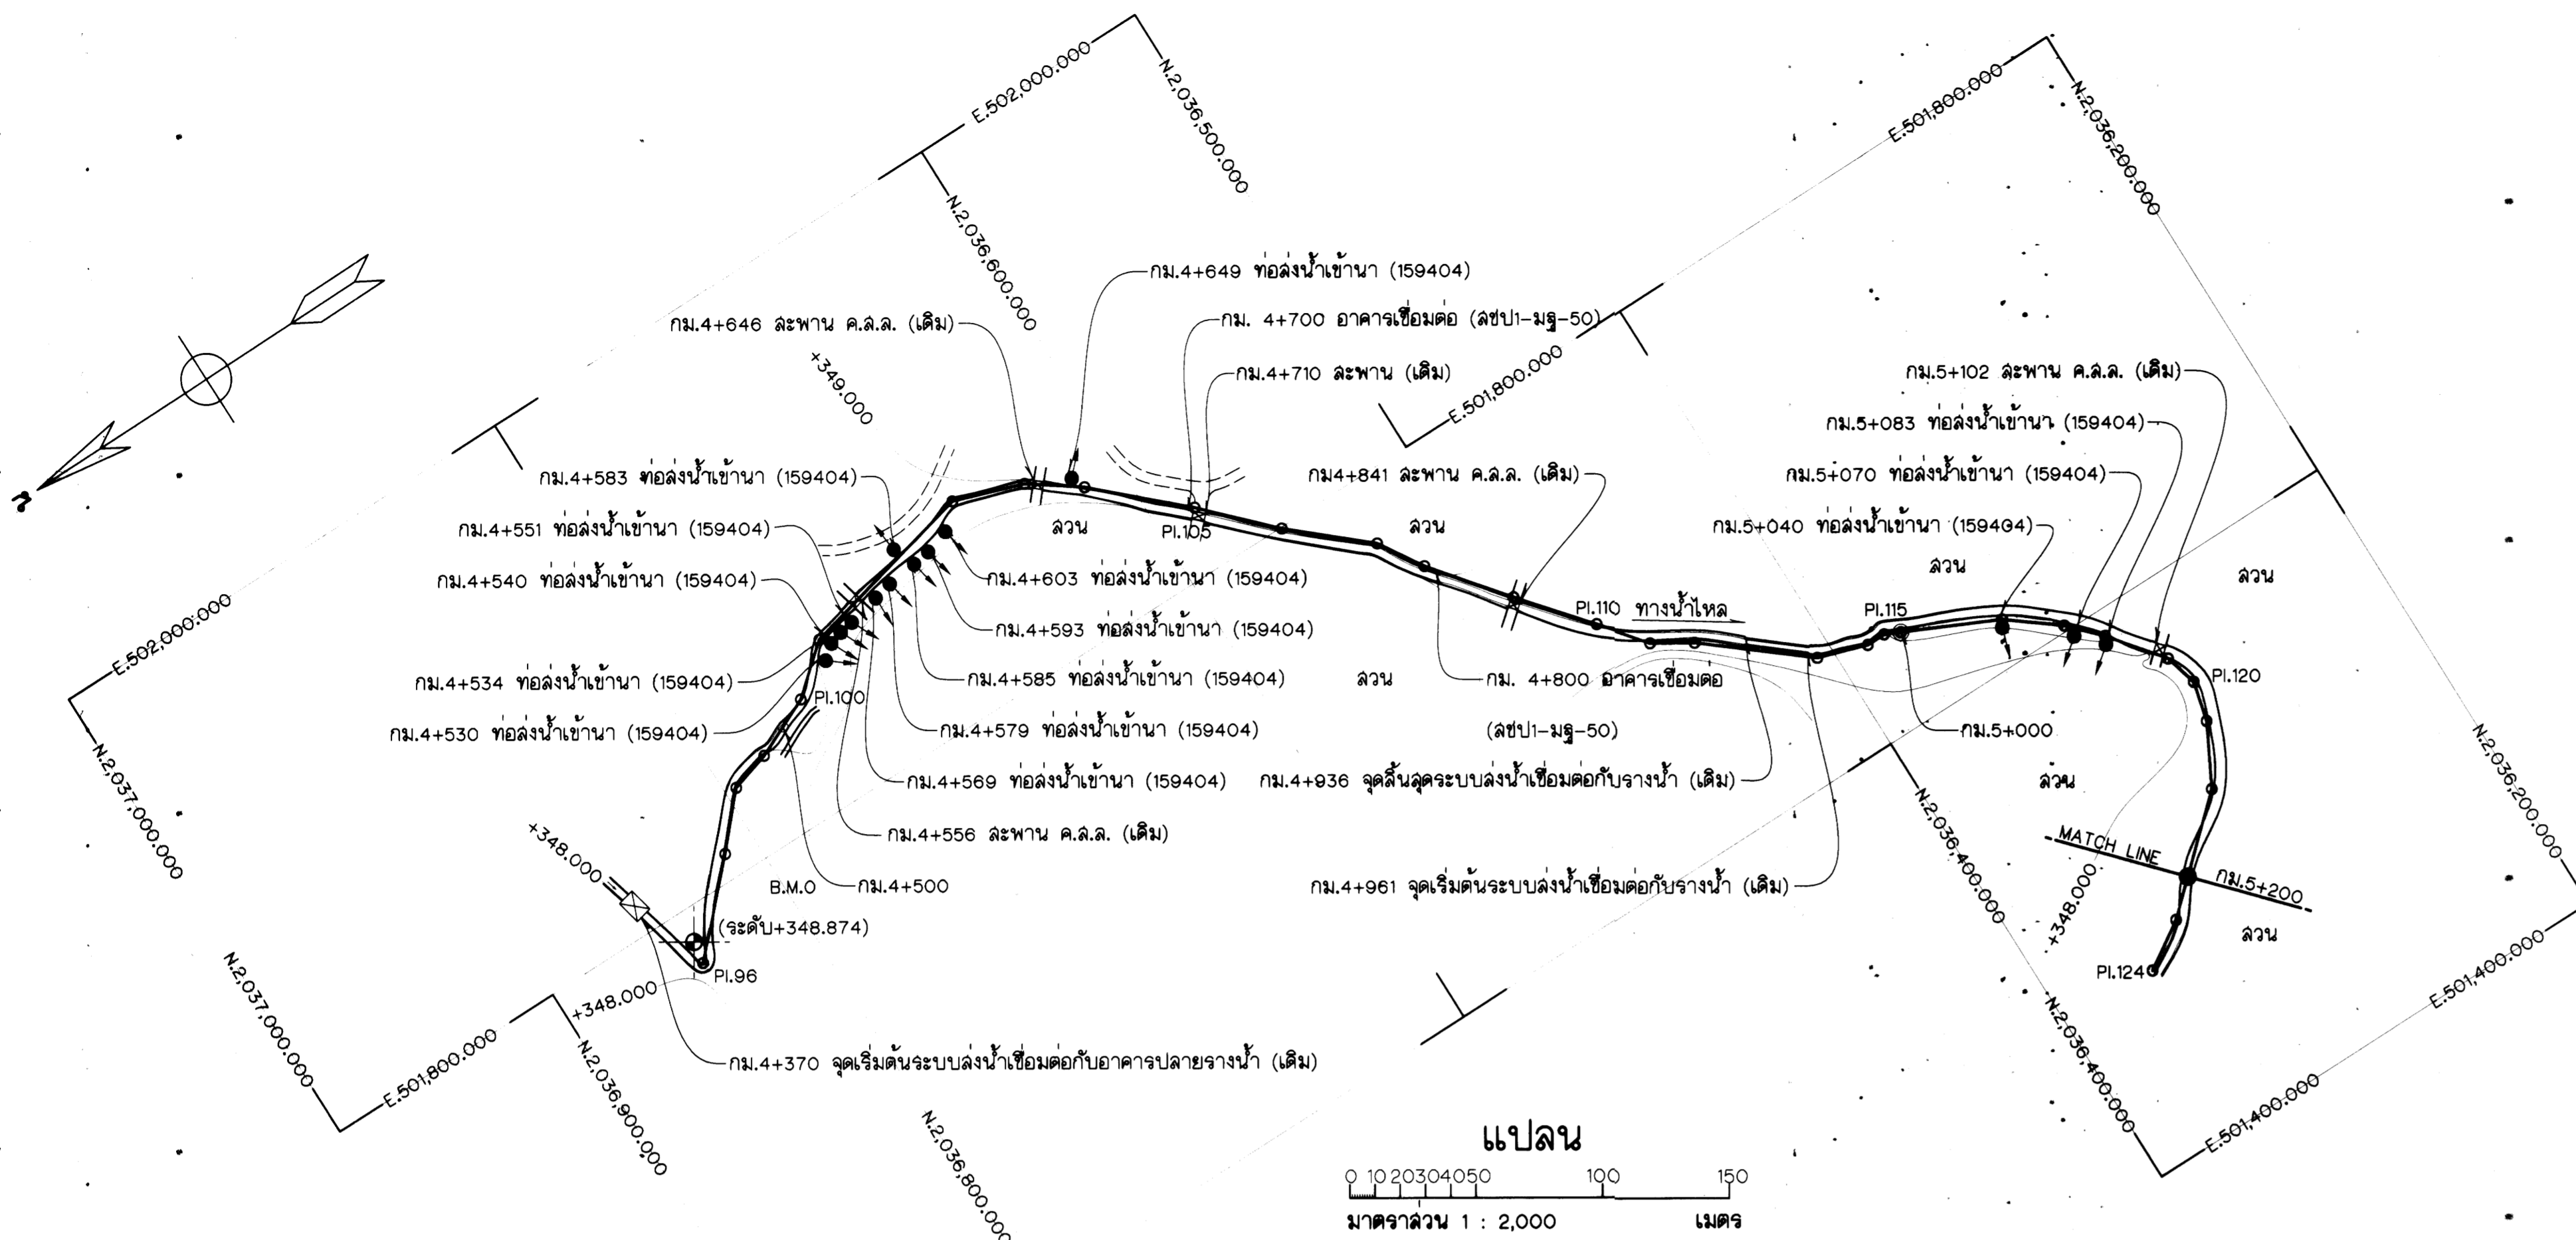 E.502,000.000
N.2,036,500.000
E.501,800.000
N.2,036,200.000
N.2,036,600.000
กม.4+649 ท่อส่งน้ำเข้านา (159404)
กม.4+646 สะพาน ค.ส.ล. (เดิม)
กม. 4+700 อาคารเชื่อมต่อ (สชป1-มฐ-50)
+349.000
กม.4+710 สะพาน (เดิม)
E.501,800.000
กม.5+102 สะพาน ค.ส.ล. (เดิม)
กม.5+083 ท่อส่งน้ำเข้านา (159404)
กม.4+583 ท่อส่งน้ำเข้านา (159404)
กม4+841 สะพาน ค.ส.ล. (เดิม)
กม.5+070 ท่อส่งน้ำเข้านา (159404)
น
กม.4+551 ท่อส่งน้ำเข้านา (159404)
สวน
PI.105
สวน
กม.5+040 ท่อส่งน้ำเข้านา (159404)
กม.4+540 ท่อส่งน้ำเข้านา (159404)
กม.4+603 ท่อส่งน้ำเข้านา (159404)
สวน
สวน
E.502,000.000
กม.4+593 ท่อส่งน้ำเข้านา (159404)
PI.110 ทางน้ำไหล
PI.115
กม.4+534 ท่อส่งน้ำเข้านา (159404)
PI.100
กม.4+585 ท่อส่งน้ำเข้านา (159404)
สวน
กม. 4+800 อาคารเชื่อมต่อ
(สชป1-มฐ-50)
PI.120
กม.4+530 ท่อส่งน้ำเข้านา (159404)
กม.4+579 ท่อส่งน้ำเข้านา (159404)
กม.5+000
N.2,037,000.000
กม.4+569 ท่อส่งน้ำเข้านา (159404)
กม.4+936 จุดสิ้นสุดระบบส่งน้ำเชื่อมต่อกับรางน้ำ (เดิม)
สวน
N.2,036,200.000
กม.4+556 สะพาน ค.ส.ล. (เดิม)
+348.000
N.2,036,400.000
MATCH LINE
กม.5+200
B.M.O
กม.4+500
กม.4+961 จุดเริ่มต้นระบบส่งน้ำเชื่อมต่อกับรางน้ำ (เดิม)
+348.000
(ระดับ+348.874)
สวน
PI.96
PI.124
E.501,400.000
N.2,037,000.000
+348.000
E.501,800.000
N.2,036,900.000
กม.4+370 จุดเริ่มต้นระบบส่งน้ำเชื่อมต่อกับอาคารปลายรางน้ำ (เดิม)
N.2,036,400.000
E.501,400.000
N.2,036,800.000
แปลน
0 10 20 30 40 50 100 150
มาตราส่วน 1 : 2,000 เมตร